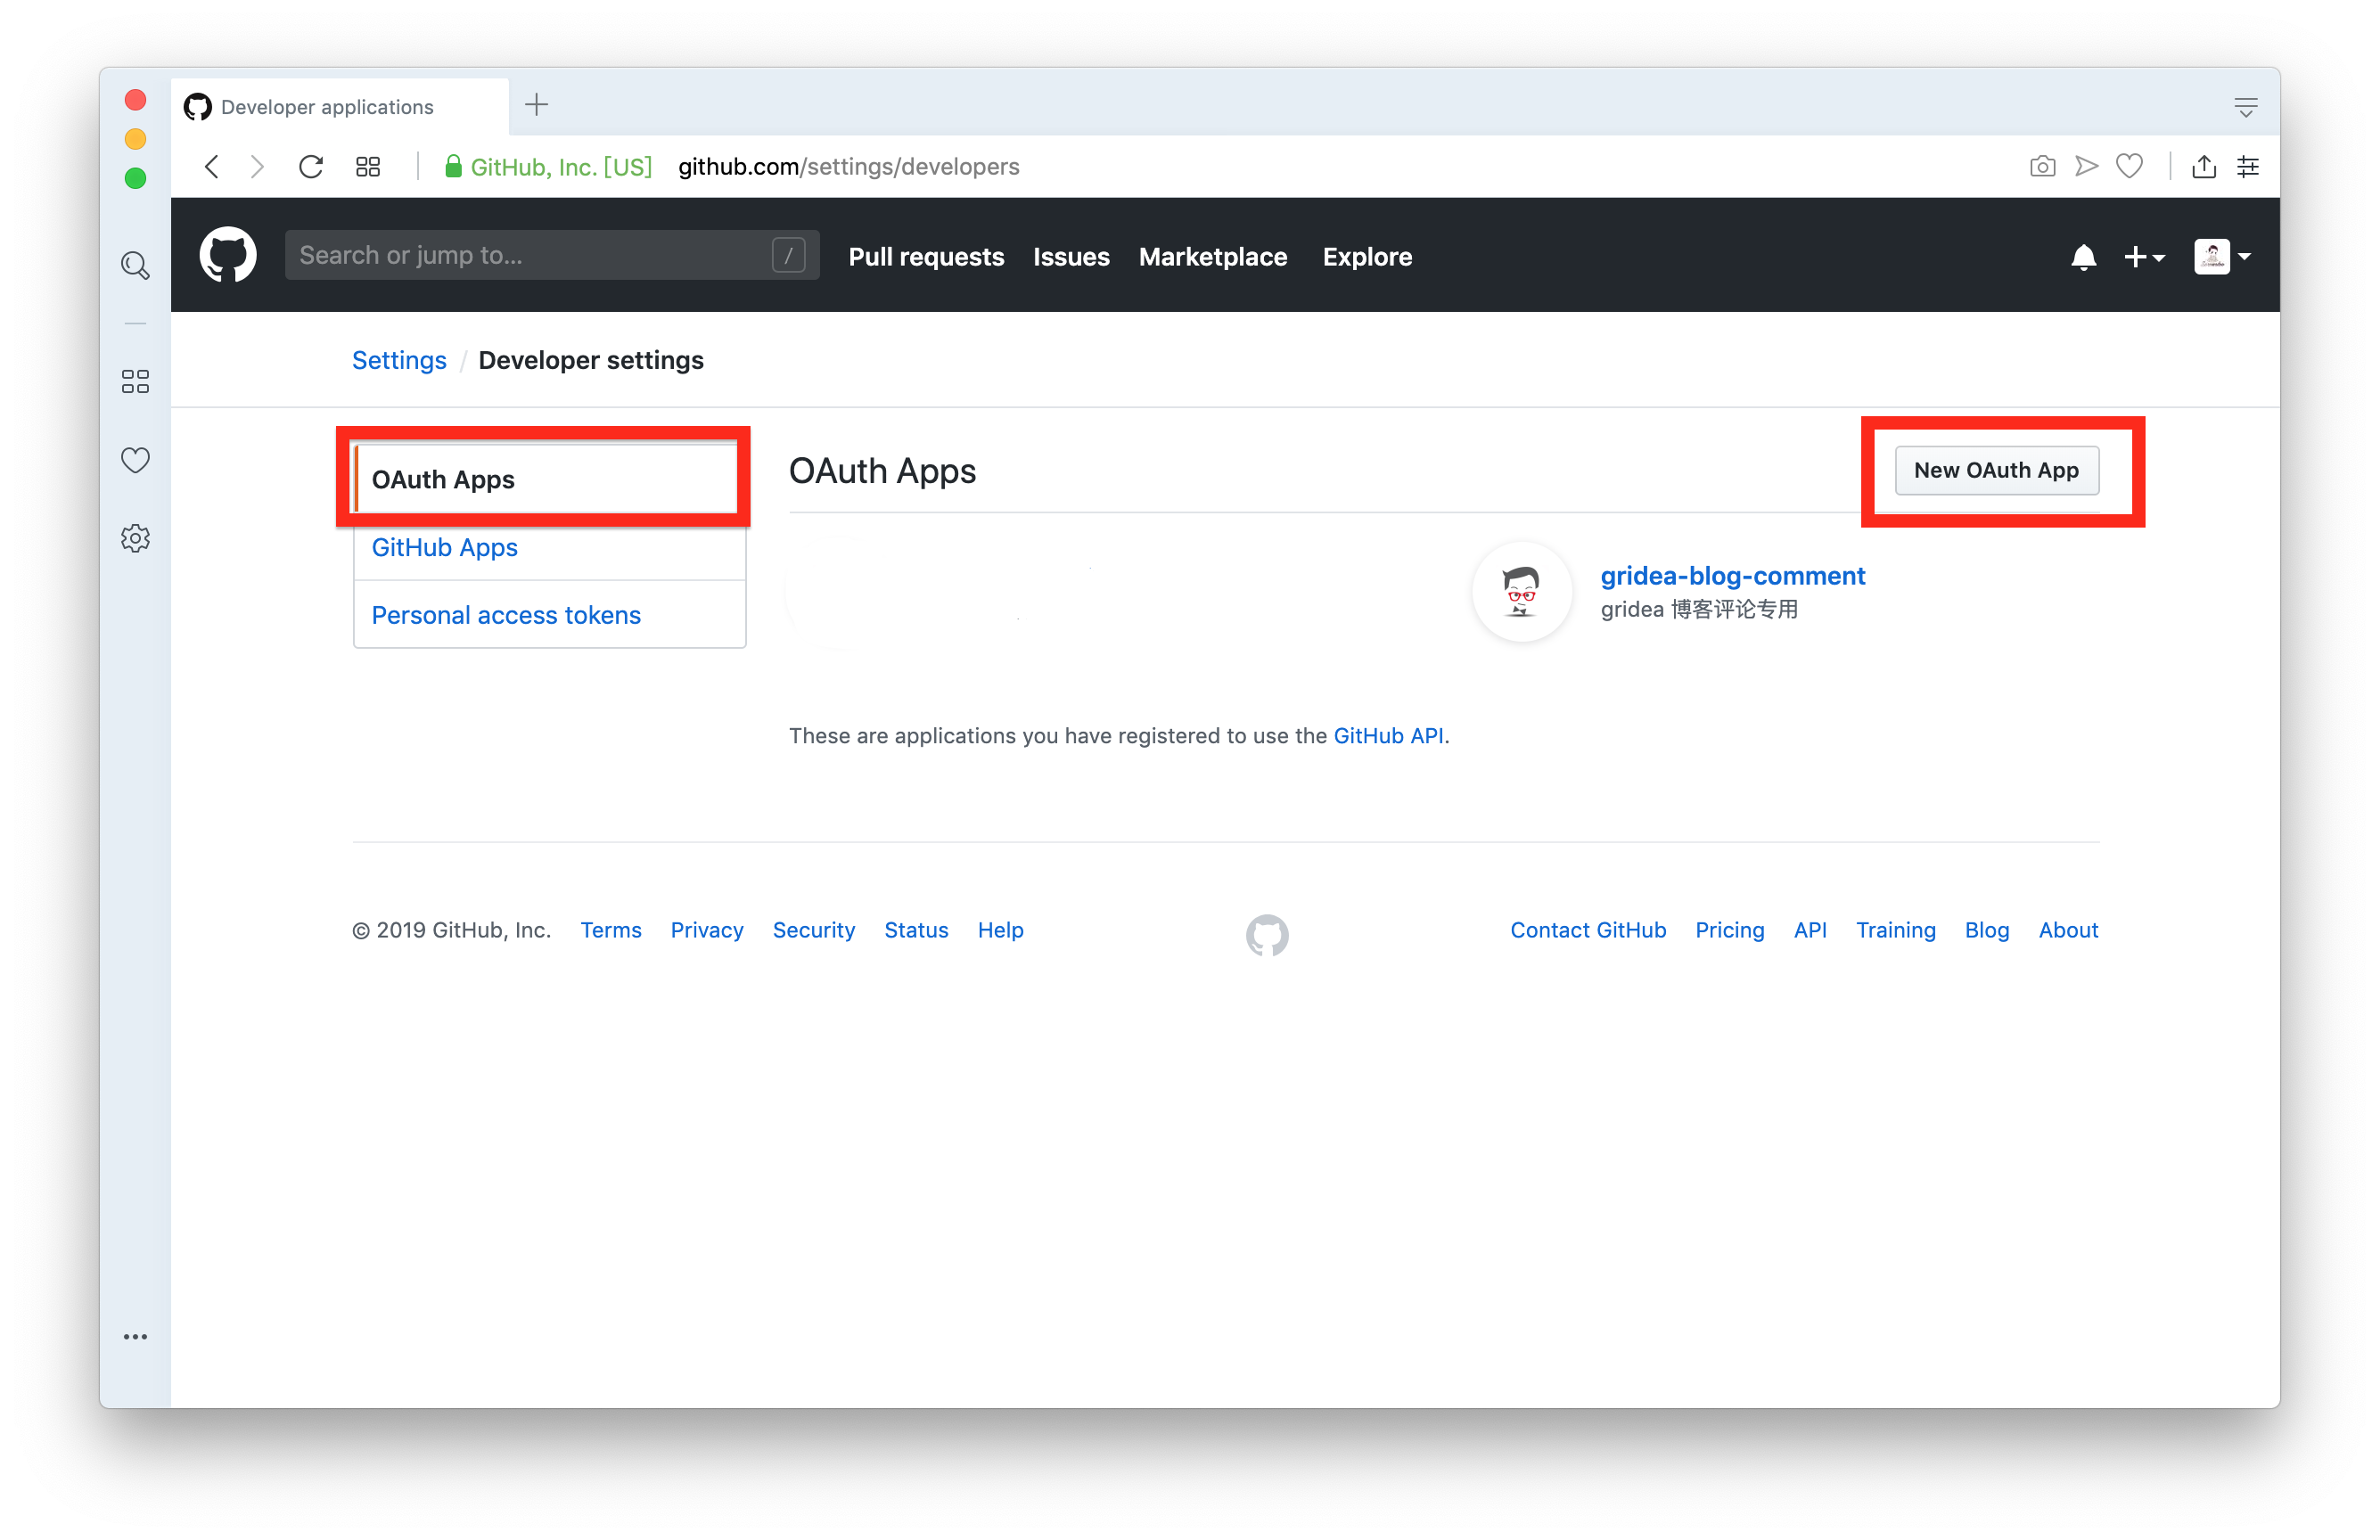 Developer applications
GitHub, Inc. [US] github.com/settings/developers
Search or jump to... /
Pull requests Issues Marketplace Explore
Settings / Developer settings
OAuth Apps
GitHub Apps
Personal access tokens
OAuth Apps
New OAuth App
gridea-blog-comment
gridea 博客评论专用
These are applications you have registered to use the GitHub API.
© 2019 GitHub, Inc. Terms Privacy Security Status Help
Contact GitHub Pricing API Training Blog About